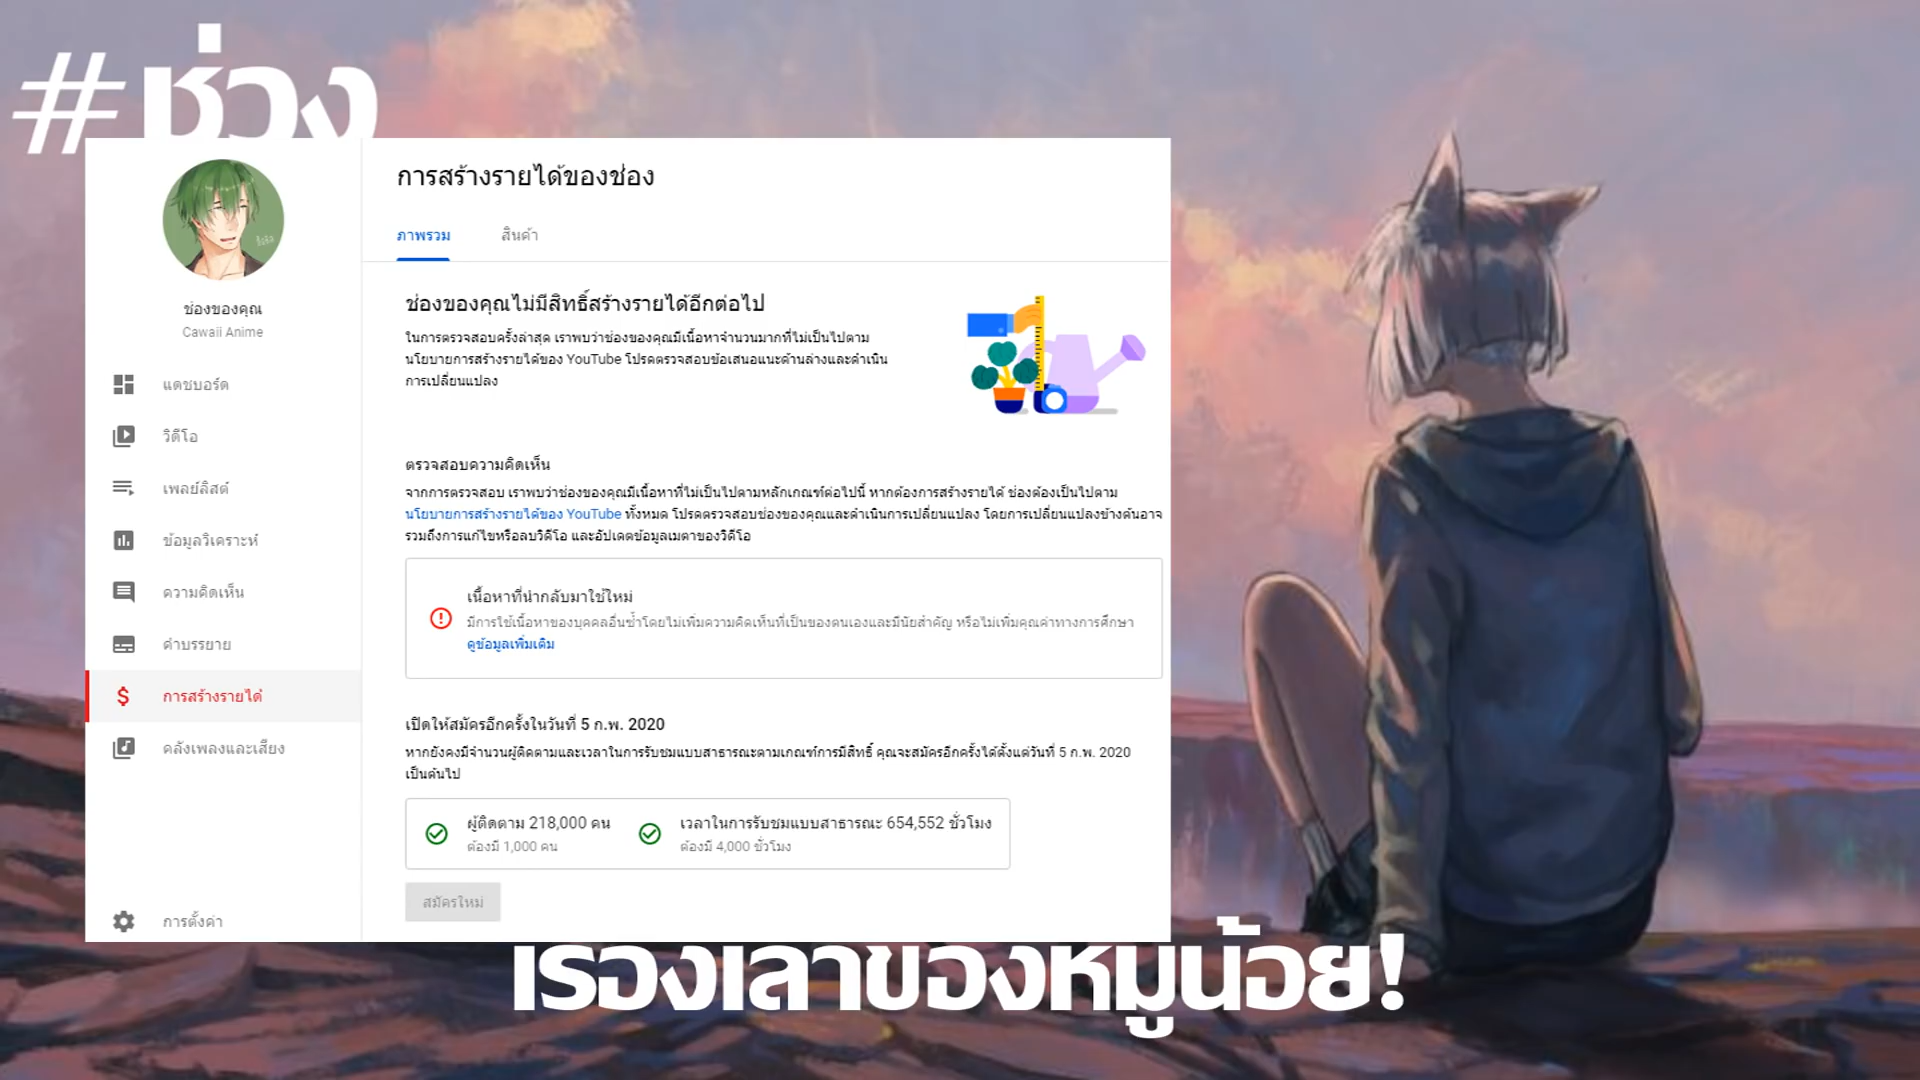 #ช่วง
การสร้างรายได้ของช่อง
ภาพรวม สินค้า
ช่องของคุณ
Cawaii Anime
แดชบอร์ด
วิดีโอ
เพลย์ลิสต์
ข้อมูลวิเคราะห์
ความคิดเห็น
คำบรรยาย
การสร้างรายได้
คลังเพลงและเสียง
การตั้งค่า
ช่องของคุณไม่มีสิทธิ์สร้างรายได้อีกต่อไป
ในการตรวจสอบครั้งล่าสุด เราพบว่าช่องของคุณมีเนื้อหาจำนวนมากที่ไม่เป็นไปตาม
นโยบายการสร้างรายได้ของ YouTube โปรดตรวจสอบข้อเสนอแนะด้านล่างและดำเนิน
การเปลี่ยนแปลง
ตรวจสอบความคิดเห็น
จากการตรวจสอบ เราพบว่าช่องของคุณมีเนื้อหาที่ไม่เป็นไปตามหลักเกณฑ์ต่อไปนี้ หากต้องการสร้างรายได้ ช่องต้องเป็นไปตาม
นโยบายการสร้างรายได้ของ YouTube ทั้งหมด โปรดตรวจสอบช่องของคุณและดำเนินการเปลี่ยนแปลง โดยการเปลี่ยนแปลงข้างต้นอาจ
รวมถึงการแก้ไขหรือลบวิดีโอ และอัปเดตข้อมูลเมตาของวิดีโอ
เนื้อหาที่นำกลับมาใช้ใหม่
มีการใช้เนื้อหาของบุคคลอื่นซ้ำโดยไม่เพิ่มความคิดเห็นที่เป็นของตนเองและมีนัยสำคัญ หรือไม่เพิ่มคุณค่าทางการศึกษา
ดูข้อมูลเพิ่มเติม
เปิดให้สมัครอีกครั้งในวันที่ 5 ก.พ. 2020
หากยังคงมีจำนวนผู้ติดตามและเวลาในการรับชมแบบสาธารณะตามเกณฑ์การมีสิทธิ์ คุณจะสมัครอีกครั้งได้ตั้งแต่วันที่ 5 ก.พ. 2020
เป็นต้นไป
ผู้ติดตาม 218,000 คน เวลาในการรับชมแบบสาธารณะ 654,552 ชั่วโมง
ต้องมี 1,000 คน ต้องมี 4,000 ชั่วโมง
สมัครใหม่
เรองเลาของหมูน้อย!